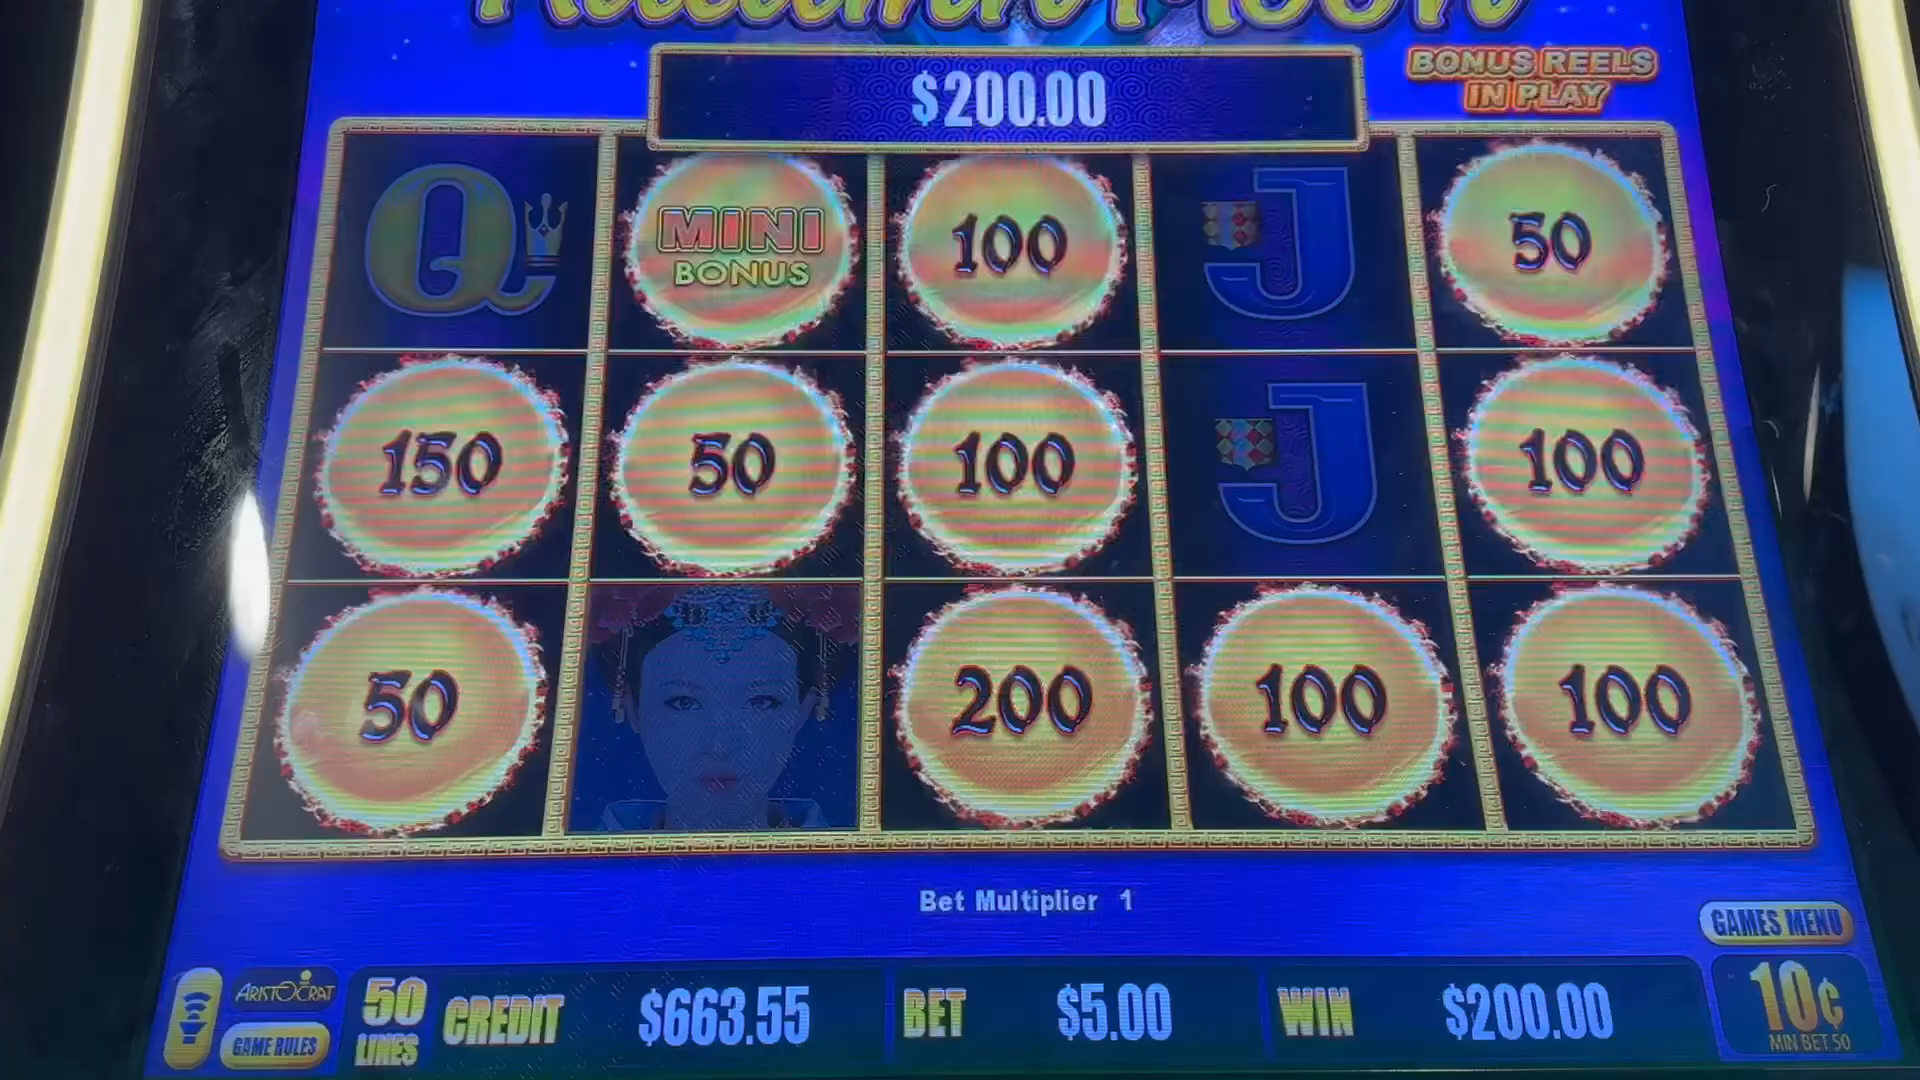 $200.00
BONUS REELS
IN PLAY
Q
MINI
BONUS
100
J
50
150
50
100
J
100
50
200
100
100
Bet Multiplier 1
GAMES MENU
ARISTOCRAT
GAME RULES
50
LINES
CREDIT
$663.55
BET
$5.00
WIN
$200.00
10¢
MIN BET 50